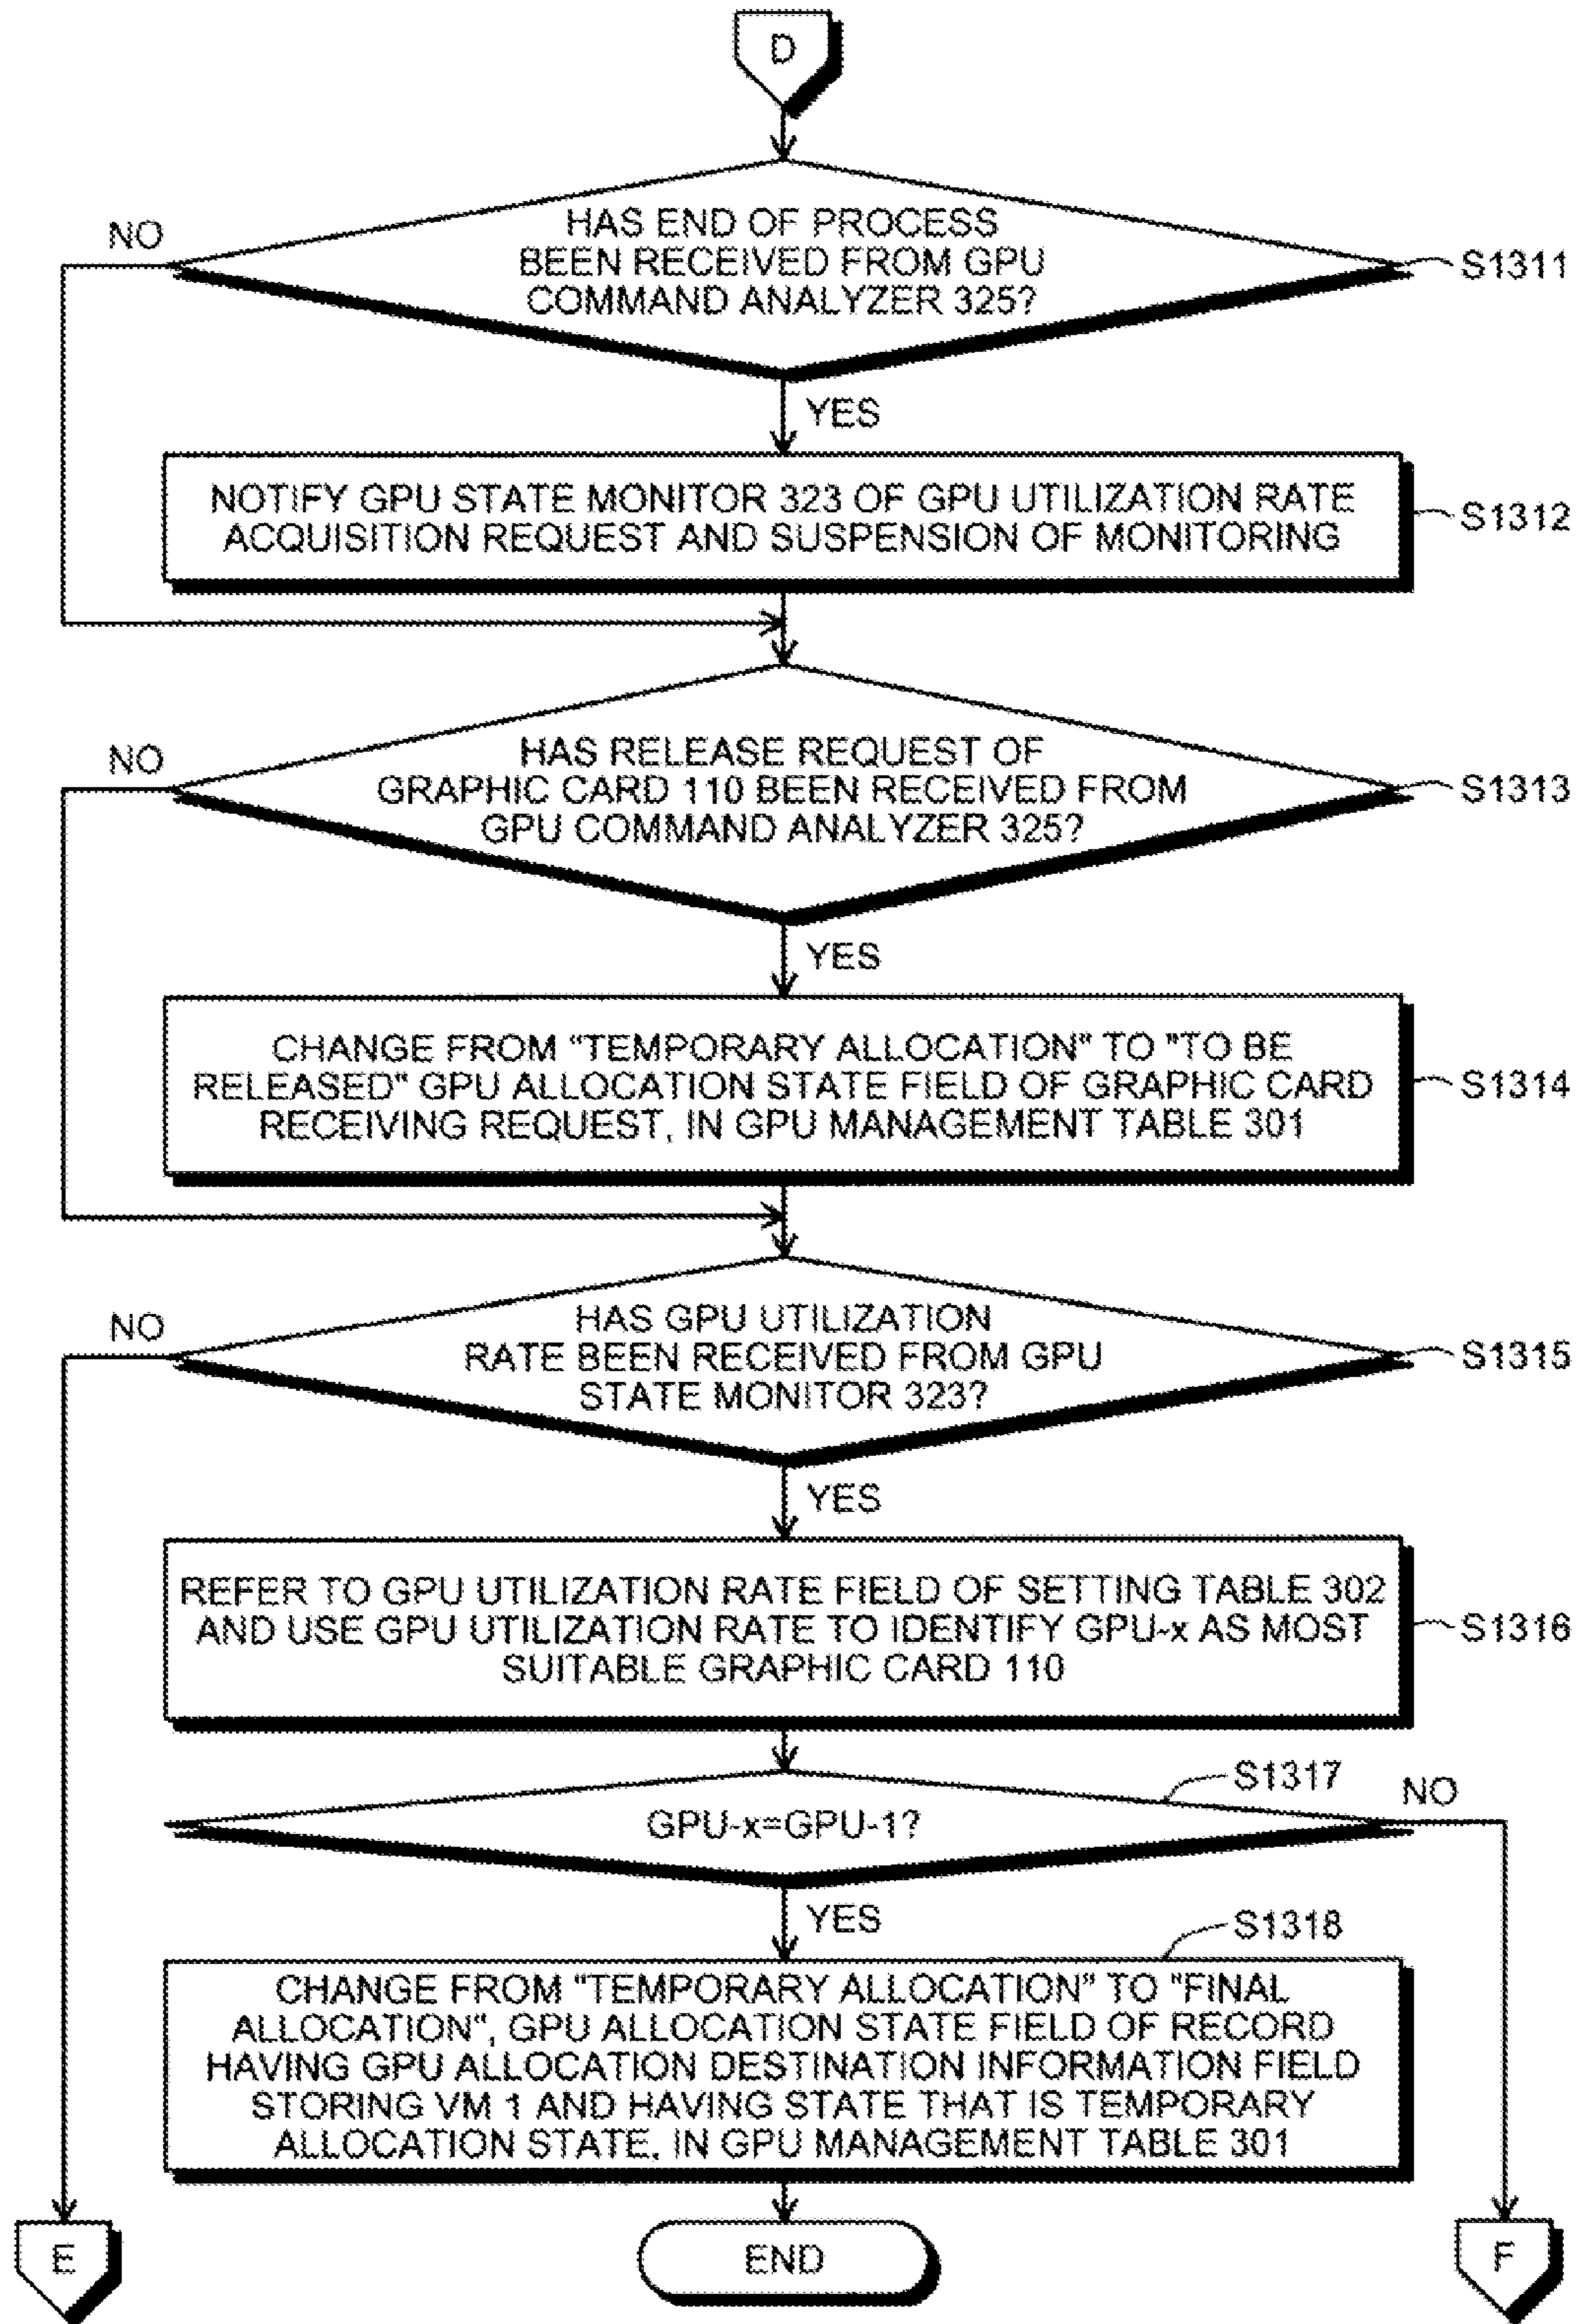 D
HAS END OF PROCESS
NO
BEEN RECEIVED FROM GPU
S1311
COMMAND ANALYZER 325?
YES
NOTIFY GPU STATE MONITOR 323 OF GPU UTILIZATION RATE
ACQUISITION REQUEST AND SUSPENSION OF MONITORING
S1312
HAS RELEASE REQUEST OF
NO
GRAPHIC CARD 110 BEEN RECEIVED FROM
S1313
GPU COMMAND ANALYZER 325?
YES
CHANGE FROM "TEMPORARY ALLOCATION" TO "TO BE
RELEASED" GPU ALLOCATION STATE FIELD OF GRAPHIC CARD
S1314
RECEIVING REQUEST, IN GPU MANAGEMENT TABLE 301
HAS GPU UTILIZATION
NO
RATE BEEN RECEIVED FROM GPU
S1315
STATE MONITOR 323?
YES
REFER TO GPU UTILIZATION RATE FIELD OF SETTING TABLE 302
AND USE GPU UTILIZATION RATE TO IDENTIFY GPU-x AS MOST
S1316
SUITABLE GRAPHIC CARD 110
S1317
NO
GPU-x=GPU-1?
YES
S1318
CHANGE FROM "TEMPORARY ALLOCATION" TO "FINAL
ALLOCATION", GPU ALLOCATION STATE FIELD OF RECORD
HAVING GPU ALLOCATION DESTINATION INFORMATION FIELD
STORING VM 1 AND HAVING STATE THAT IS TEMPORARY
ALLOCATION STATE, IN GPU MANAGEMENT TABLE 301
E
END
F